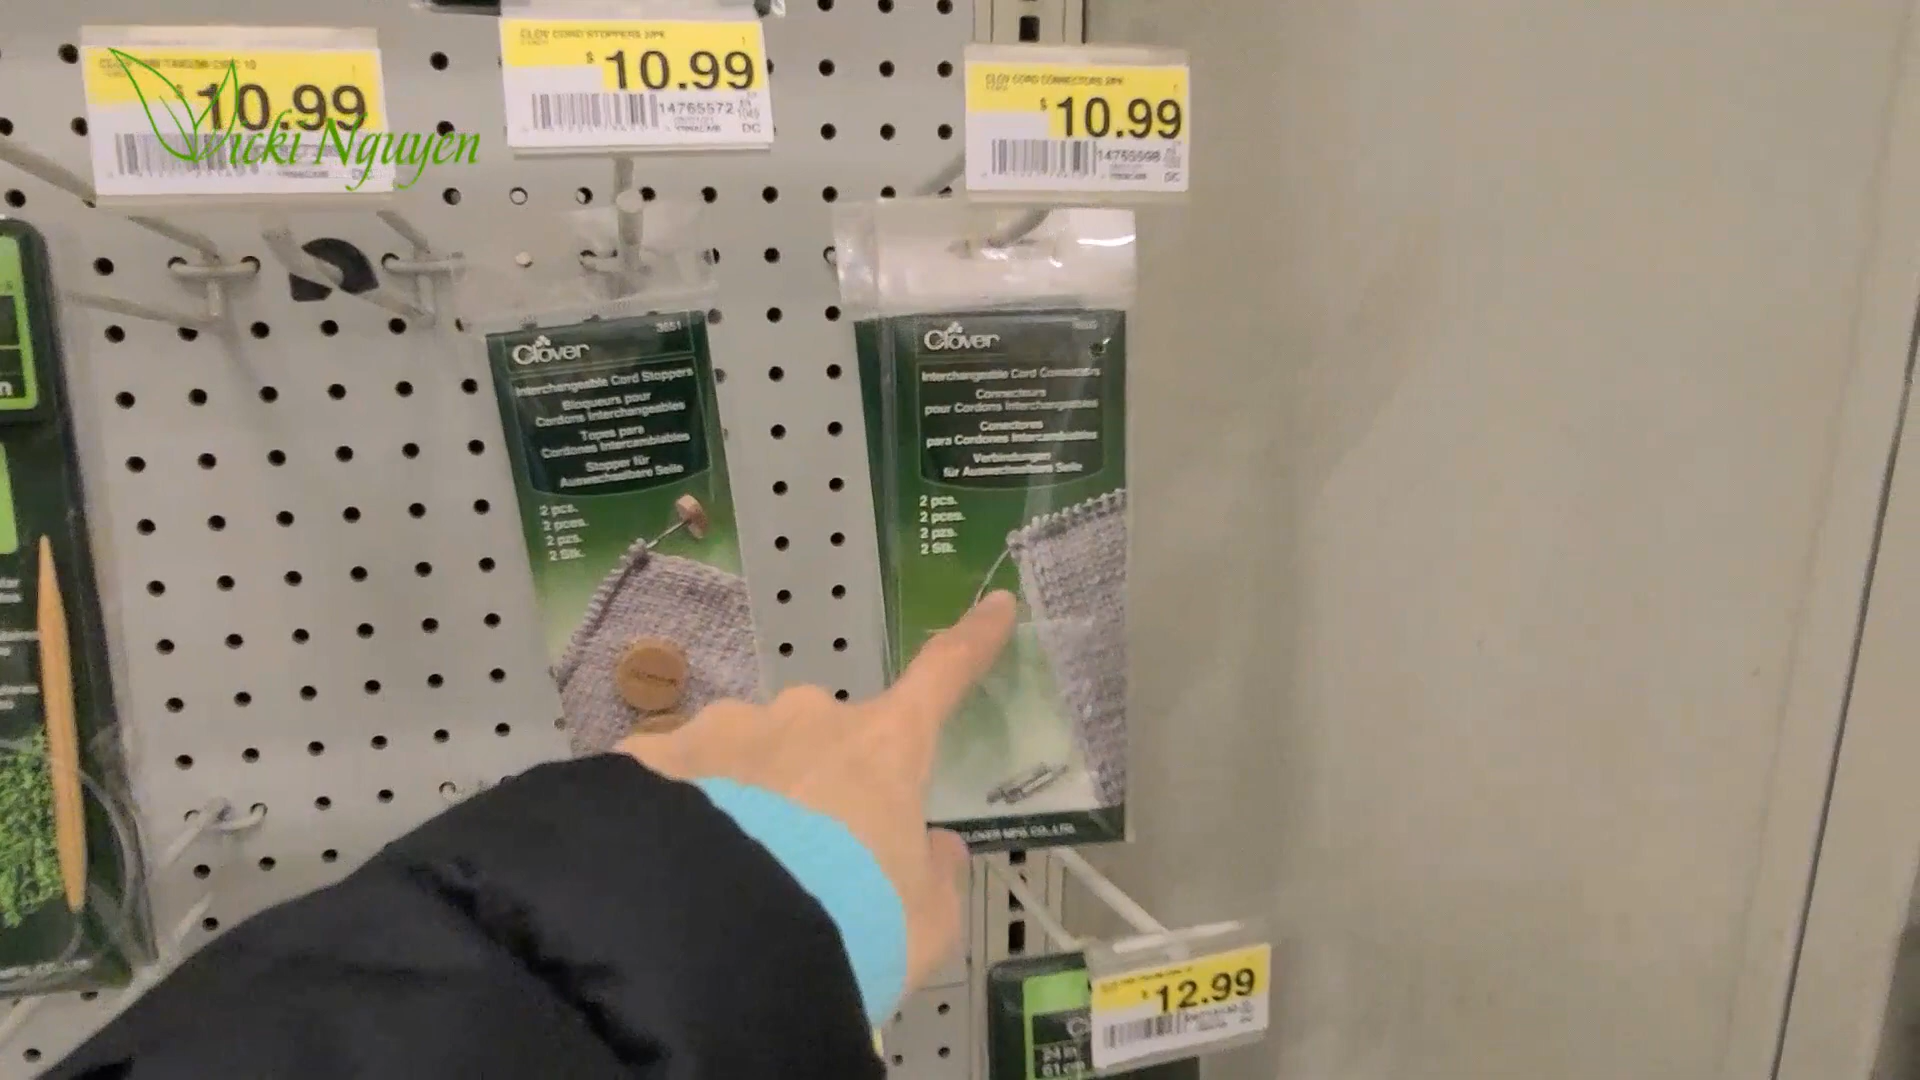 $ 10.99
Vicki Nguyen
CLOV CORD STOPPERS 2PK
$ 10.99
14765572
DC
CLOV CORD CONNECTORS 2PK
$ 10.99
14765598
DC
Clover
3651
Interchangeable Cord Stoppers
Bloqueurs pour
Cordons Interchangeables
Topes para
Cordones Intercambiables
Stopper für
Auswechselbare Seile
2 pcs.
2 pces.
2 pzs.
2 Stk.
Clover
Interchangeable Cord Connectors
Connecteurs
pour Cordons Interchangeables
Conectores
para Cordones Intercambiables
Verbindungen
für Auswechselbare Seile
2 pcs.
2 pces.
2 pzs.
2 Stk.
CLOVER MFG. CO., LTD.
$ 12.99
24 in
61 cm